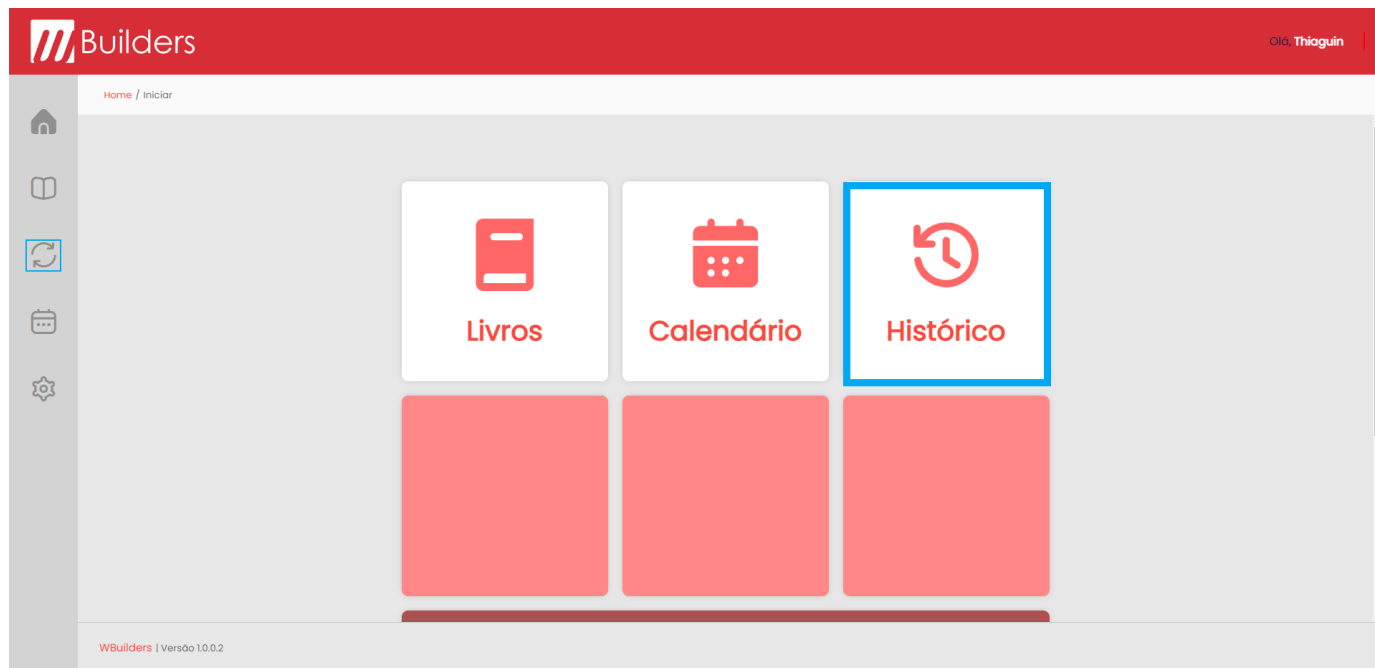 Builders
Olá, Thiaguin
Home / Iniciar
Livros
Calendário
Histórico
WBuilders | Versão 1.0.0.2